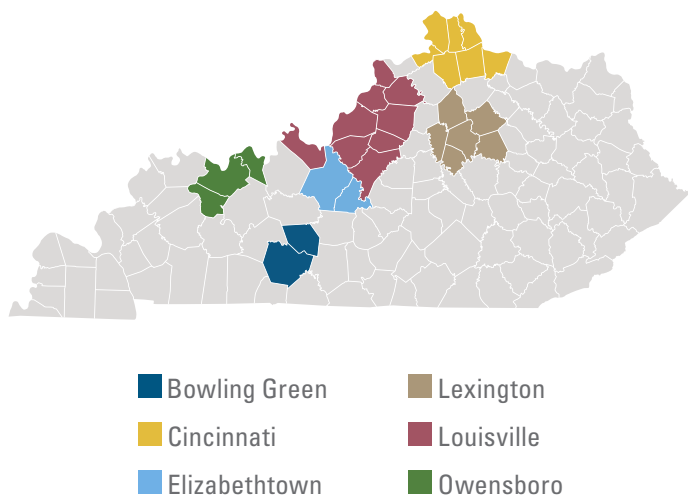 Bowling Green
Lexington
Cincinnati
Louisville
Elizabethtown
Owensboro